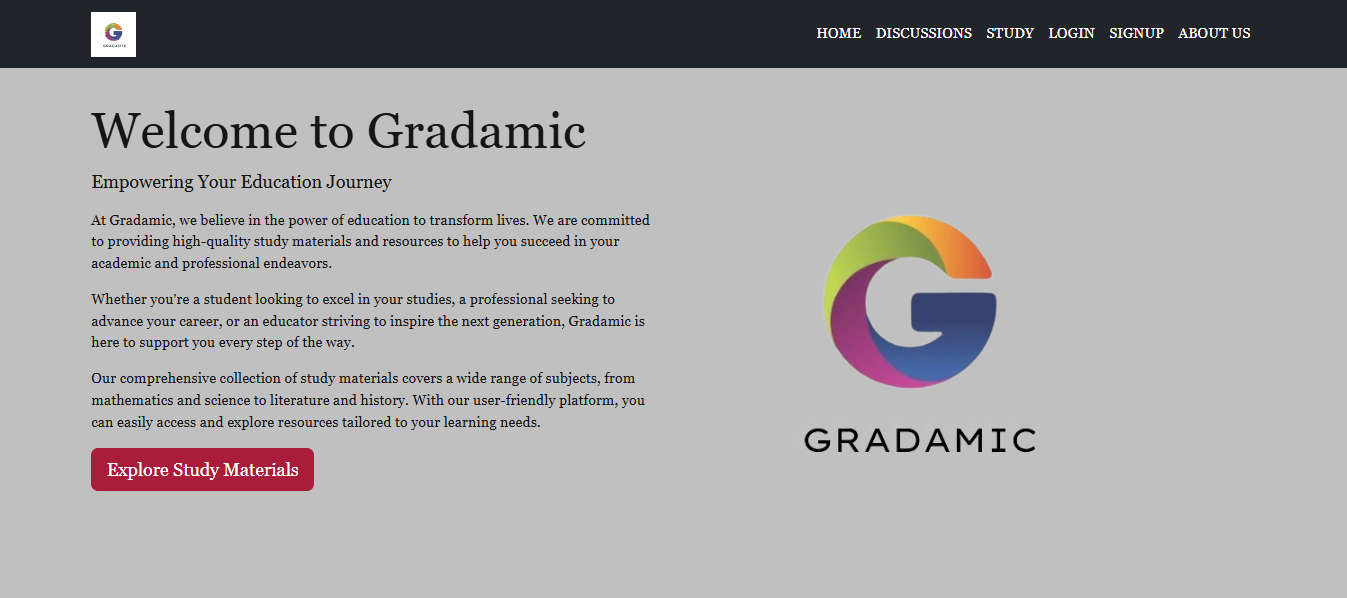 GRADAMIC
HOME DISCUSSIONS STUDY LOGIN SIGNUP ABOUT US
Welcome to Gradamic
Empowering Your Education Journey
At Gradamic, we believe in the power of education to transform lives. We are committed
to providing high-quality study materials and resources to help you succeed in your
academic and professional endeavors.
Whether you're a student looking to excel in your studies, a professional seeking to
advance your career, or an educator striving to inspire the next generation, Gradamic is
here to support you every step of the way.
Our comprehensive collection of study materials covers a wide range of subjects, from
mathematics and science to literature and history. With our user-friendly platform, you
can easily access and explore resources tailored to your learning needs.
Explore Study Materials
G
GRADAMIC